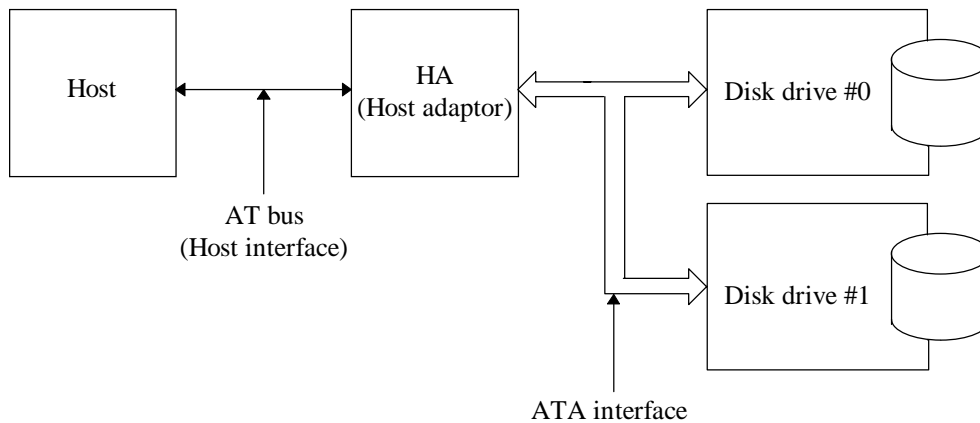 Host
HA
(Host adaptor)
Disk drive #0
AT bus
(Host interface)
Disk drive #1
ATA interface